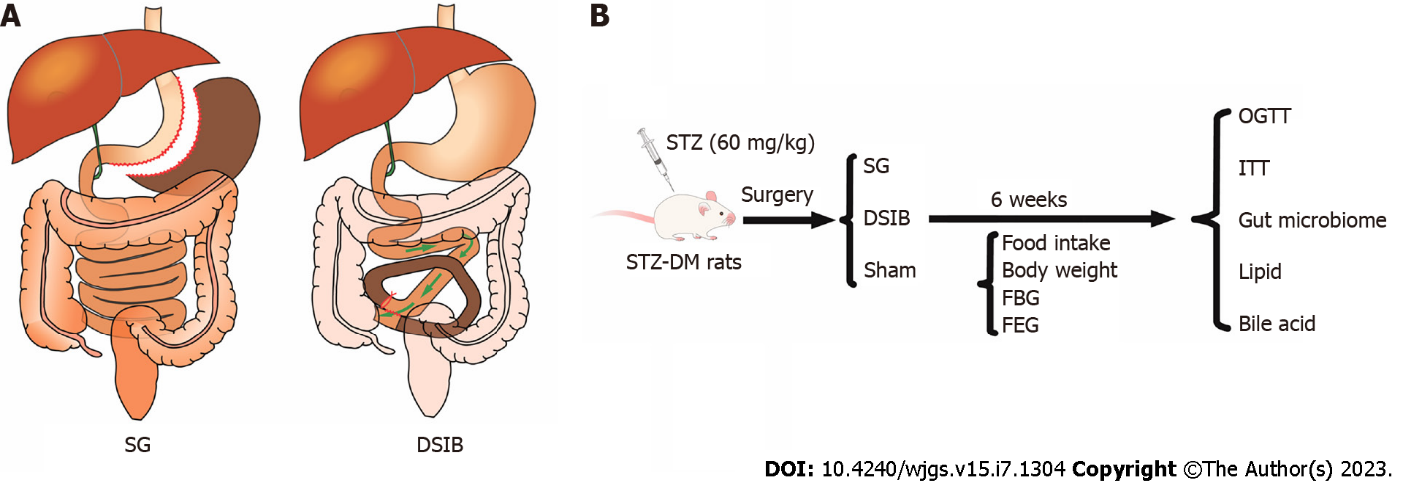 A
SG
DSIB
B
STZ (60 mg/kg)
STZ-DM rats
Surgery
SG
DSIB
Sham
6 weeks
Food intake
Body weight
FBG
FEG
OGTT
ITT
Gut microbiome
Lipid
Bile acid
DOI: 10.4240/wjgs.v15.i7.1304 Copyright ©The Author(s) 2023.